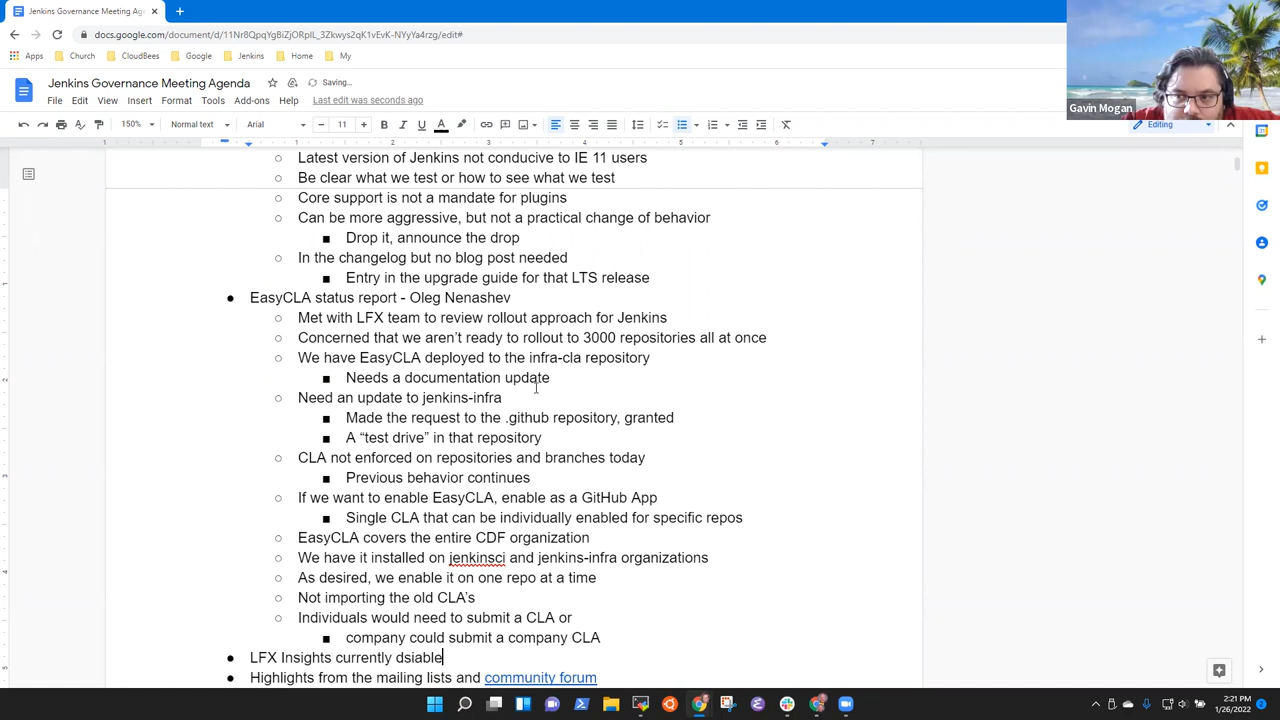 Jenkins Governance Meeting Ag
docs.google.com/document/d/11Nr8QpqYgBiZjORpIL_3Zkwys2qK1vEvK-NYyYa4rzg/edit#
Apps Church CloudBees Google Jenkins Home My
Jenkins Governance Meeting Agenda Saving...
File Edit View Insert Format Tools Add-ons Help Last edit was seconds ago
Gavin Mogan
150% Normal text Arial 11 Editing
1 1 2 3 4 5 6 7
Latest version of Jenkins not conducive to IE 11 users
Be clear what we test or how to see what we test
Core support is not a mandate for plugins
Can be more aggressive, but not a practical change of behavior
Drop it, announce the drop
In the changelog but no blog post needed
Entry in the upgrade guide for that LTS release
EasyCLA status report - Oleg Nenashev
Met with LFX team to review rollout approach for Jenkins
Concerned that we aren't ready to rollout to 3000 repositories all at once
We have EasyCLA deployed to the infra-cla repository
Needs a documentation update
Need an update to jenkins-infra
Made the request to the .github repository, granted
A “test drive” in that repository
CLA not enforced on repositories and branches today
Previous behavior continues
If we want to enable EasyCLA, enable as a GitHub App
Single CLA that can be individually enabled for specific repos
EasyCLA covers the entire CDF organization
We have it installed on jenkinsci and jenkins-infra organizations
As desired, we enable it on one repo at a time
Not importing the old CLA's
Individuals would need to submit a CLA or
company could submit a company CLA
LFX Insights currently dsiable
Highlights from the mailing lists and community forum
2:21 PM
1/26/2022